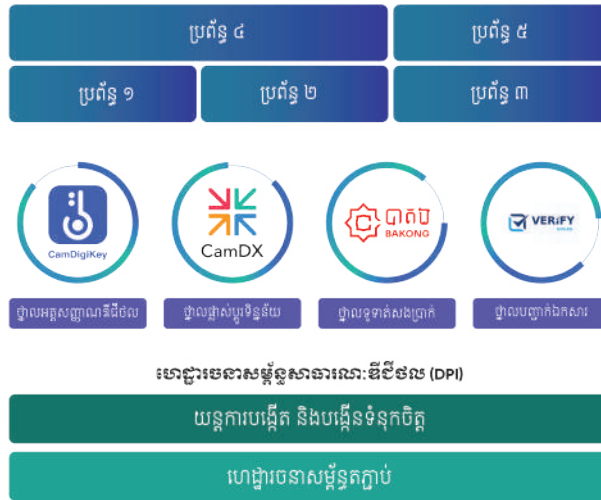 ប្រព័ន្ធ ៤
ប្រព័ន្ធ ៥
ប្រព័ន្ធ ១
ប្រព័ន្ធ ២
ប្រព័ន្ធ ៣
CamDigiKey
CamDX
បាគង
BAKONG
VERiFY
ថ្នាលអត្តសញ្ញាណឌីជីថល
ថ្នាលផ្លាស់ប្តូរទិន្នន័យ
ថ្នាលទូទាត់សងប្រាក់
ថ្នាលបញ្ជាក់ឯកសារ
ហេដ្ឋារចនាសម្ព័ន្ធសាធារណៈឌីជីថល (DPI)
យន្តការបង្កើត និងបង្កើនទំនុកចិត្ត
ហេដ្ឋារចនាសម្ព័ន្ធតភ្ជាប់